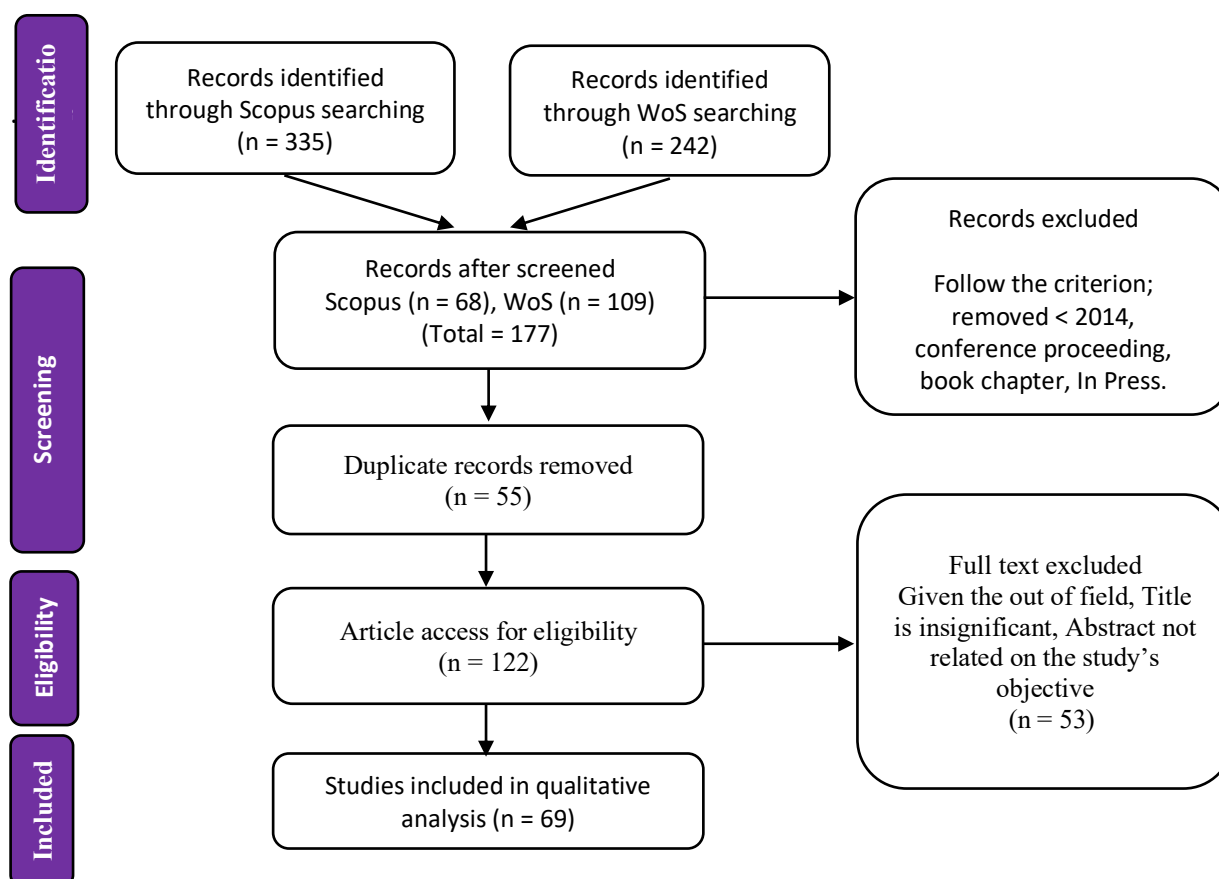 Identificatio
Records identified
through Scopus searching
(n = 335)
Records identified
through WoS searching
(n = 242)
Records excluded
Follow the criterion;
removed < 2014,
conference proceeding,
book chapter, In Press.
Screening
Records after screened
Scopus (n = 68), WoS (n = 109)
(Total = 177)
Duplicate records removed
(n = 55)
Eligibility
Article access for eligibility
(n = 122)
Full text excluded
Given the out of field, Title
is insignificant, Abstract not
related on the study’s
objective
(n = 53)
Included
Studies included in qualitative
analysis (n = 69)